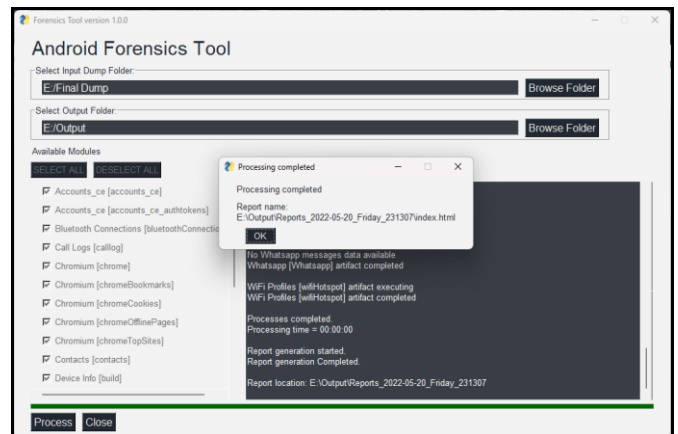 Forensics Tool version 1.0.0
Android Forensics Tool
Select Input Dump Folder:
E:/Final Dump
Browse Folder
Select Output Folder:
E:/Output
Browse Folder
Available Modules
SELECT ALL DESELECT ALL
Accounts_ce [accounts_ce]
Accounts_ce [accounts_ce_authtokens]
Bluetooth Connections [bluetoothConnectio
Call Logs [calllog]
Chromium [chrome]
Chromium [chromeBookmarks]
Chromium [chromeCookies]
Chromium [chromeOfflinePages]
Chromium [chromeTopSites]
Contacts [contacts]
Device Info [build]
Processing completed
Processing completed
Report name:
E:\Output\Reports_2022-05-20_Friday_231307\index.html
OK
No Whatsapp messages data available
Whatsapp [Whatsapp] artifact completed
WiFi Profiles [wifiHotspot] artifact executing
WiFi Profiles [wifiHotspot] artifact completed
Processes completed.
Processing time = 00:00:00
Report generation started.
Report generation Completed.
Report location: E:\Output\Reports_2022-05-20_Friday_231307
Process Close